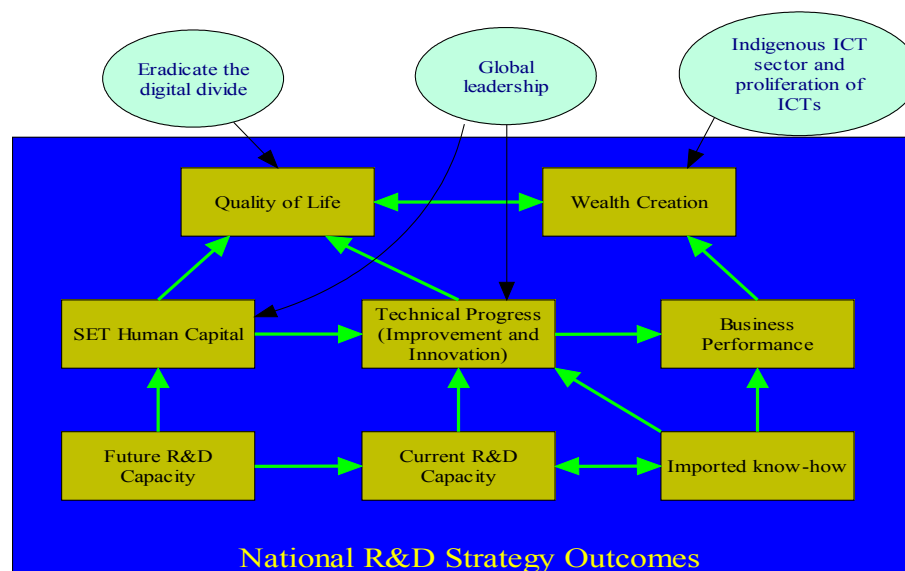 Eradicate the
digital divide
Global
leadership
Indigenous ICT
sector and
proliferation of
ICTs
Quality of Life
Wealth Creation
SET Human Capital
Technical Progress
(Improvement and
Innovation)
Business
Performance
Future R&D
Capacity
Current R&D
Capacity
Imported know-how
National R&D Strategy Outcomes